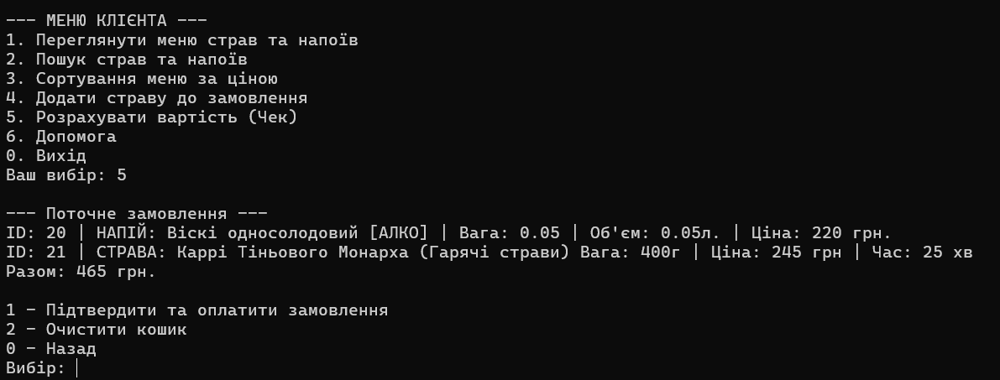 --- МЕНЮ КЛІЄНТА ---
1. Переглянути меню страв та напоїв
2. Пошук страв та напоїв
3. Сортування меню за ціною
4. Додати страву до замовлення
5. Розрахувати вартість (Чек)
6. Допомога
0. Вихід
Ваш вибір: 5
--- Поточне замовлення ---
ID: 20 | НАПІЙ: Віскі односолодовий [АЛКО] | Вага: 0.05 | Об'єм: 0.05л. | Ціна: 220 грн.
ID: 21 | СТРАВА: Каррі Тіньового Монарха (Гарячі страви) Вага: 400г | Ціна: 245 грн | Час: 25 хв
Разом: 465 грн.
1 - Підтвердити та оплатити замовлення
2 - Очистити кошик
0 - Назад
Вибір: